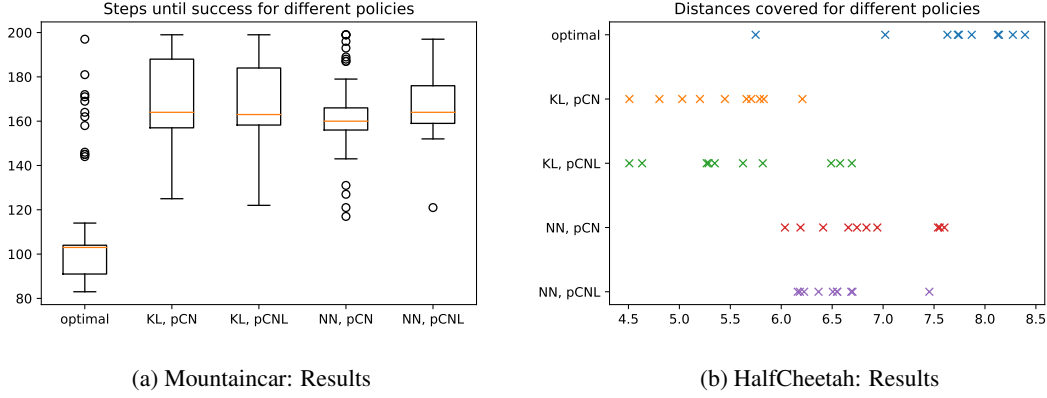 Steps until success for different policies
200
180
160
140
120
100
80
optimal
KL, pCN
KL, pCNL
NN, pCN
NN, pCNL
(a) Mountaincar: Results
Distances covered for different policies
optimal
KL, pCN
KL, pCNL
NN, pCN
NN, pCNL
4.5
5.0
5.5
6.0
6.5
7.0
7.5
8.0
8.5
(b) HalfCheetah: Results